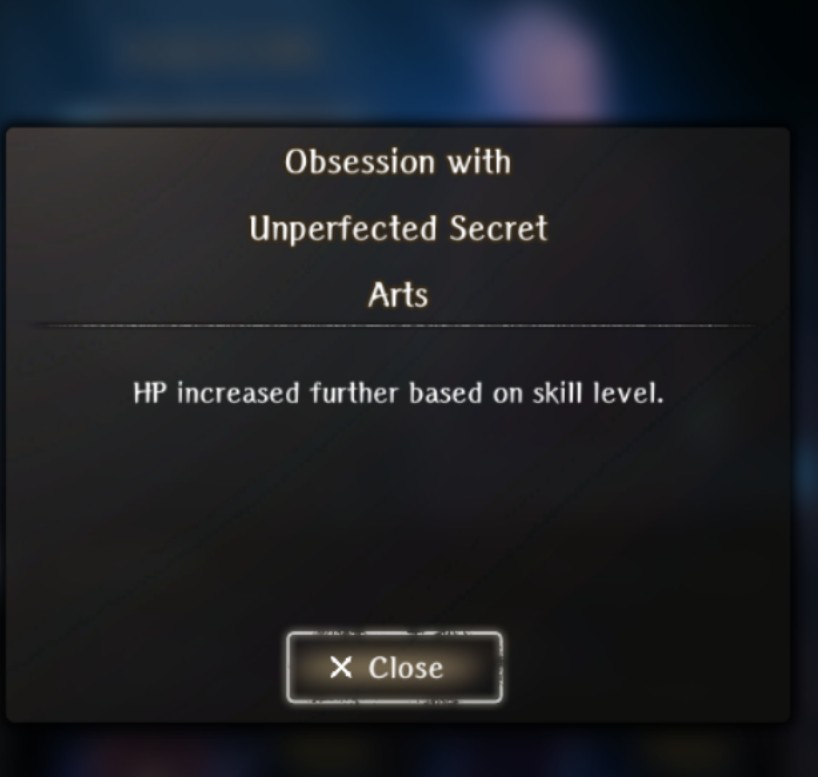 Obsession with
Unperfected Secret
Arts
HP increased further based on skill level.
Close